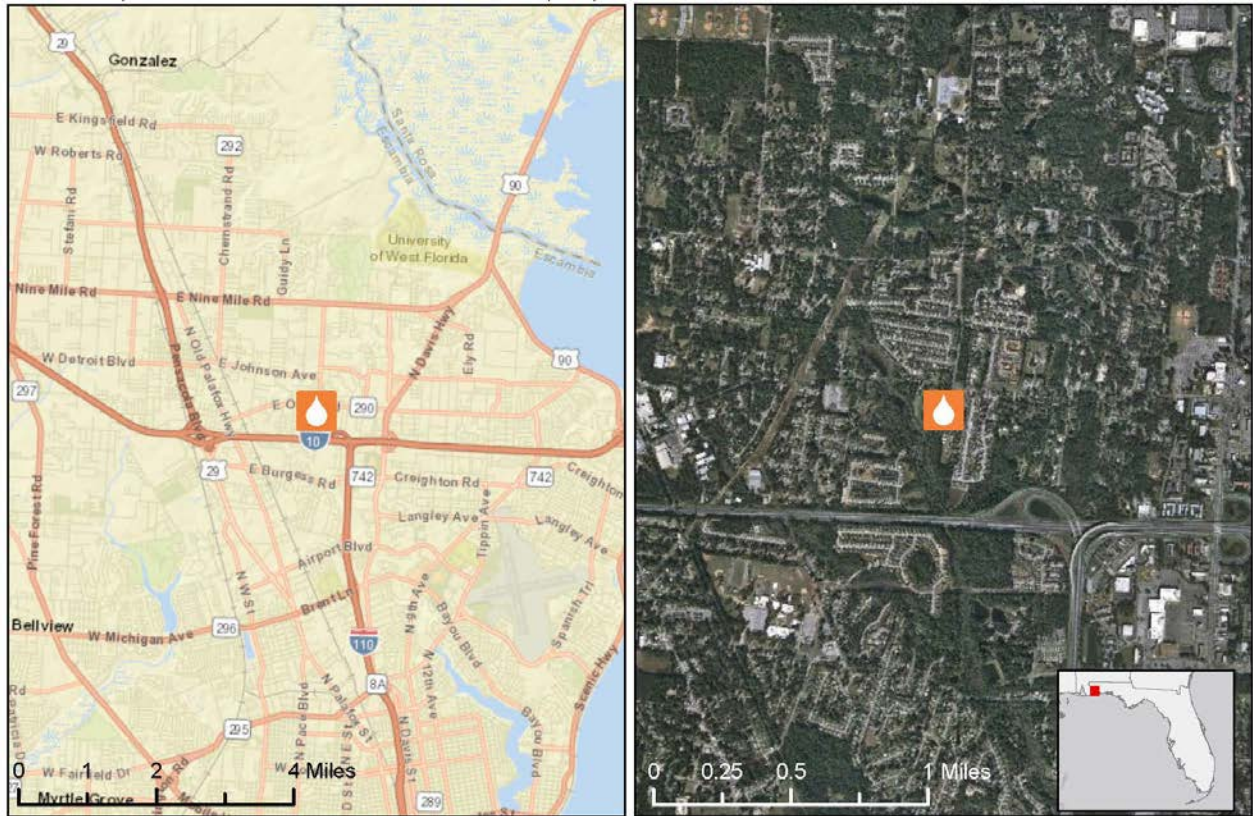 29
Gonzalez
E Kingsfield Rd
292
W Roberts Rd
Stefani Rd
Chemstrand Rd
Guidy Ln
Santa Rosa
Escambia
90
University
of West Florida
Escambia
Nine Mile Rd
E Nine Mile Rd
N Davis Hwy
Ely Rd
90
W Detroit Blvd
N Old Palafox Hwy
Pensacola Blvd
E Johnson Ave
297
290
10
29
E Burgess Rd
742
Creighton Rd
742
Creighton
Langley Ave
Langley Ave
Tippin Ave
Pine Forest Rd
Airport Blvd
N W St
Brent Ln
N 9th Ave
Bayou Blvd
Spanish Trl
Bellview
W Michigan Ave
296
110
N 12th Ave
Scenic Hwy
8A
N Pace Blvd
N Palafox St
N Davis St
Bayou Blvd
295
Rd
W Fairfield Dr
D St
N E St
Myrtle Grove
289
0 1 2 4 Miles
0 0.25 0.5 1 Miles